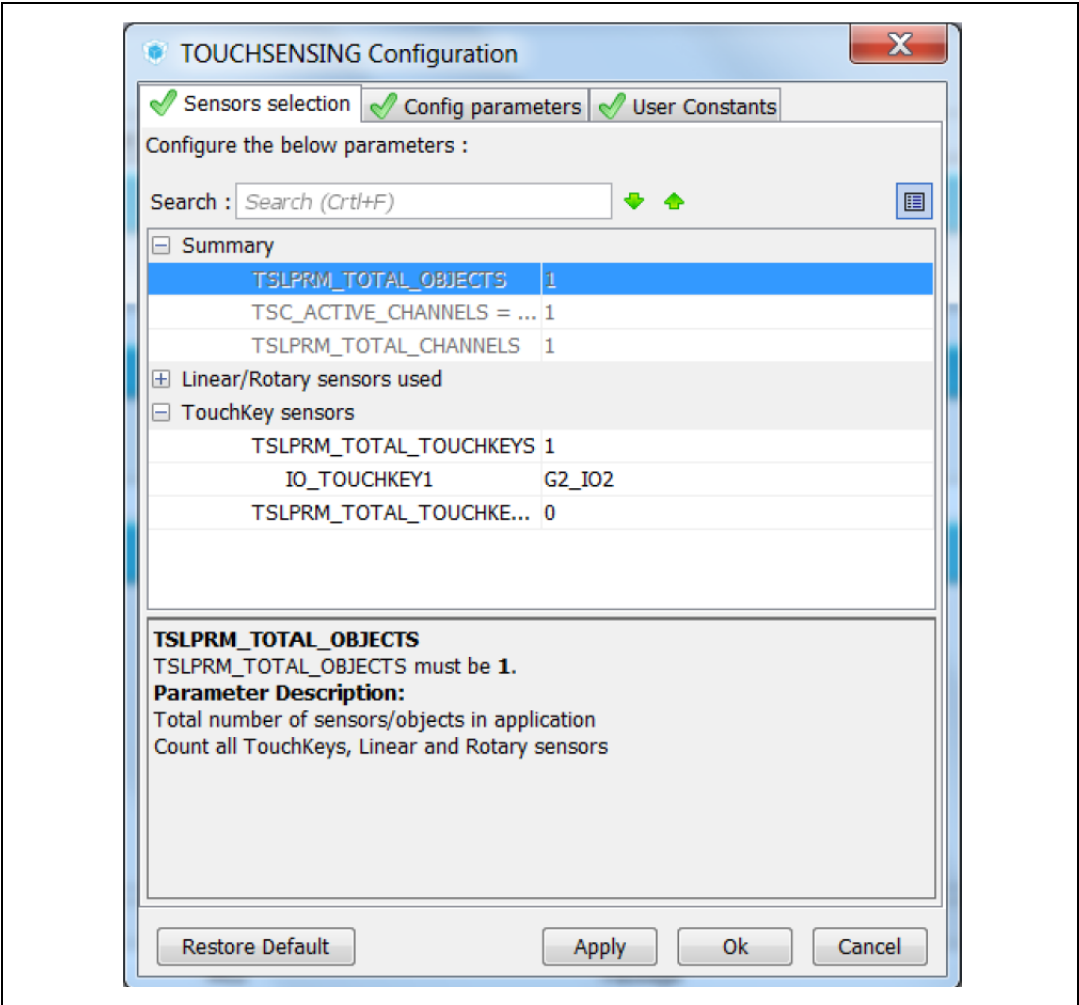 TOUCHSENSING Configuration
Sensors selection Config parameters User Constants
Configure the below parameters :
Search : Search (Crtl+F)
Summary
TSLPRM_TOTAL_OBJECTS 1
TSC_ACTIVE_CHANNELS = ... 1
TSLPRM_TOTAL_CHANNELS 1
Linear/Rotary sensors used
TouchKey sensors
TSLPRM_TOTAL_TOUCHKEYS 1
IO_TOUCHKEY1 G2_IO2
TSLPRM_TOTAL_TOUCHKE... 0
TSLPRM_TOTAL_OBJECTS
TSLPRM_TOTAL_OBJECTS must be 1.
Parameter Description:
Total number of sensors/objects in application
Count all TouchKeys, Linear and Rotary sensors
Restore Default Apply Ok Cancel